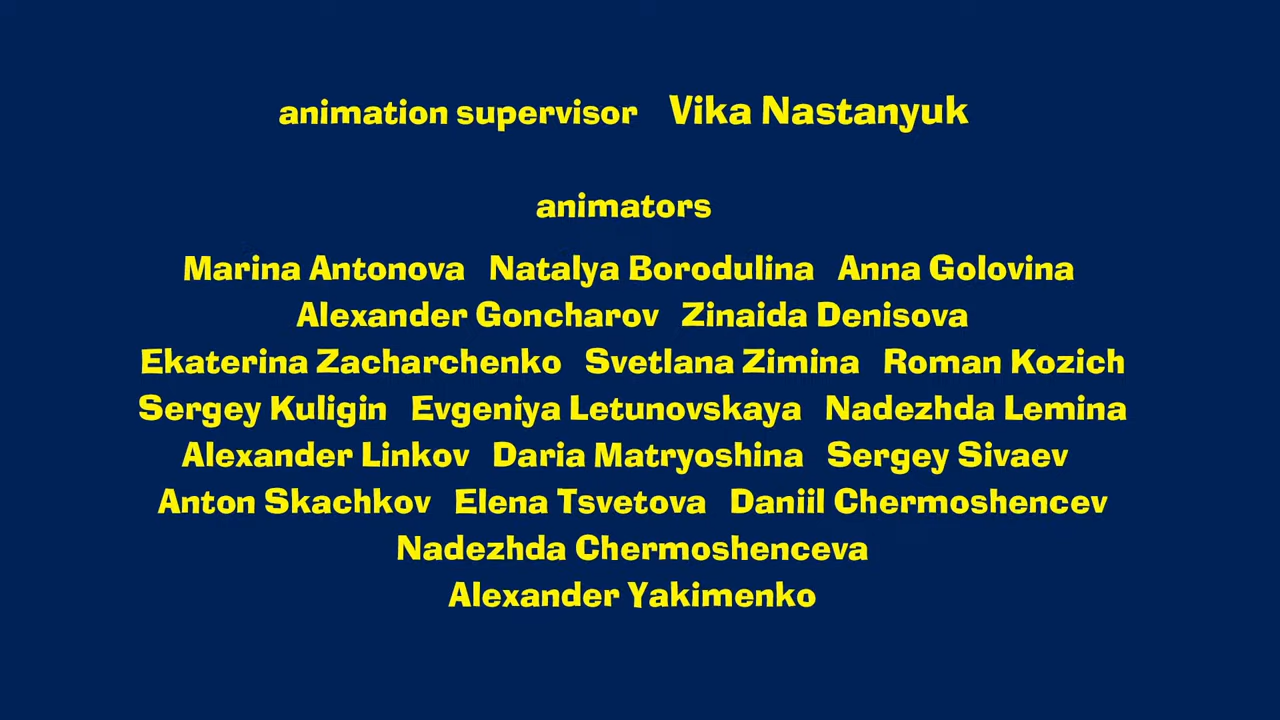 animation supervisor Vika Nastanyuk
animators
Marina Antonova Natalya Borodulina Anna Golovina
Alexander Goncharov Zinaida Denisova
Ekaterina Zacharchenko Svetlana Zimina Roman Kozich
Sergey Kuligin Evgeniya Letunovskaya Nadezhda Lemina
Alexander Linkov Daria Matryoshina Sergey Sivaev
Anton Skachkov Elena Tsvetova Daniil Chermoshencev
Nadezhda Chermoshenceva
Alexander Yakimenko